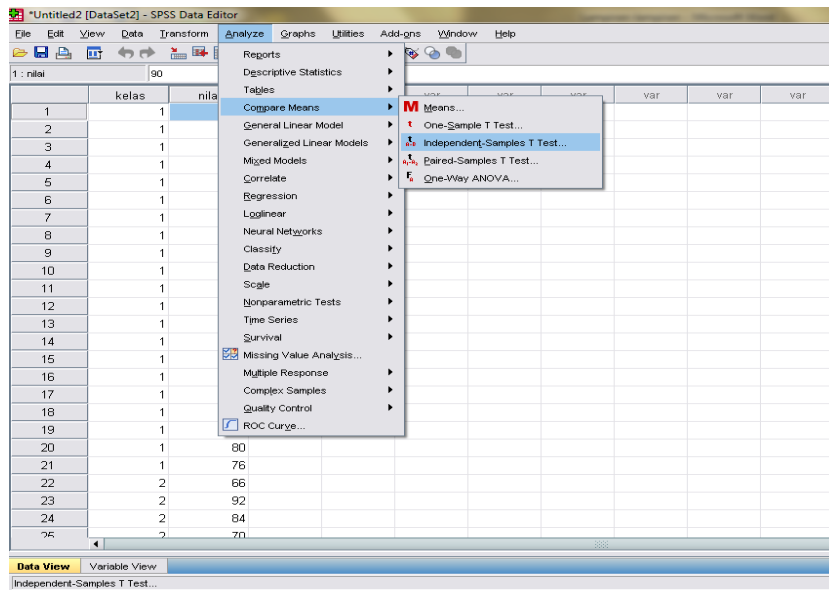 *Untitled2 [DataSet2] - SPSS Data Editor
File Edit View Data Transform Analyze Graphs Utilities Add-ons Window Help
1 : nilai 90
kelas nila var var var var var var
Reports
Descriptive Statistics
Tables
Compare Means
General Linear Model
Generalized Linear Models
Mixed Models
Correlate
Regression
Loglinear
Neural Networks
Classify
Data Reduction
Scale
Nonparametric Tests
Time Series
Survival
Missing Value Analysis...
Multiple Response
Complex Samples
Quality Control
ROC Curve...
Means...
One-Sample T Test...
Independent-Samples T Test...
Paired-Samples T Test...
One-Way ANOVA...
1 1
2 1
3 1
4 1
5 1
6 1
7 1
8 1
9 1
10 1
11 1
12 1
13 1
14 1
15 1
16 1
17 1
18 1
19 1
20 1 80
21 1 76
22 2 66
23 2 92
24 2 84
25 2 70
Data View Variable View
Independent-Samples T Test...